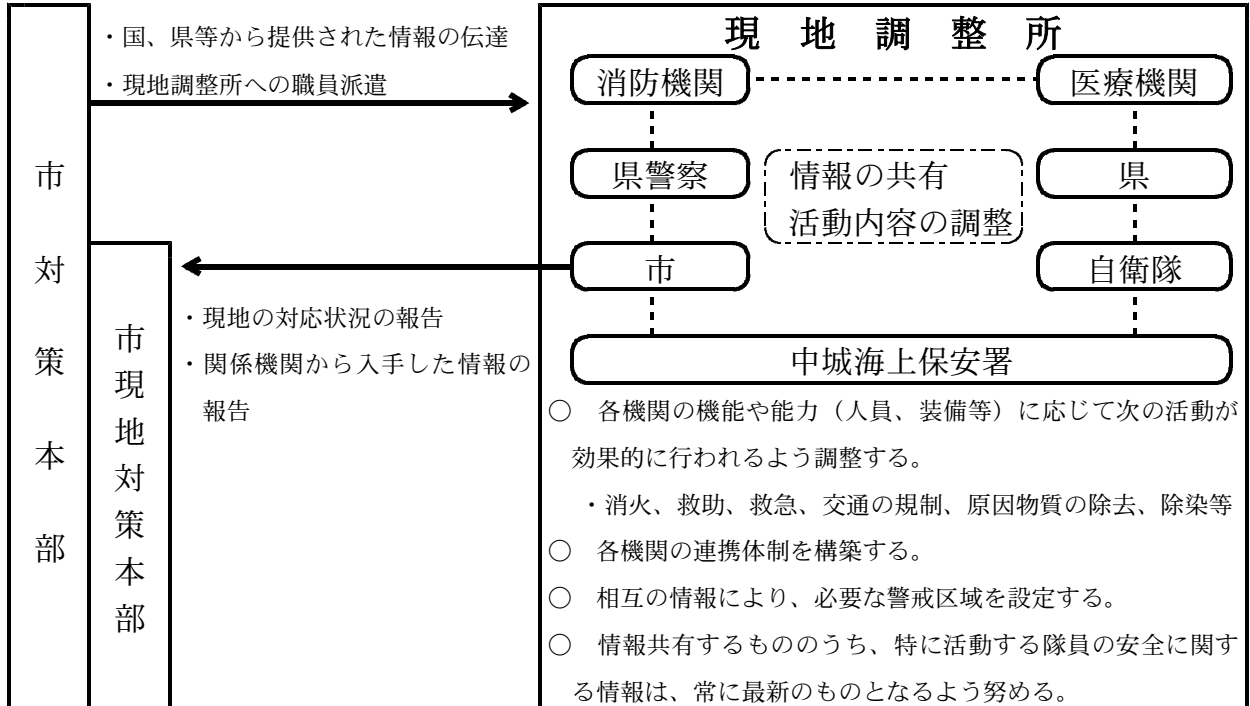 市対策本部
市現地対策本部
・国、県等から提供された情報の伝達
・現地調整所への職員派遣
・現地の対応状況の報告
・関係機関から入手した情報の
報告
現地調整所
消防機関
医療機関
県警察
情報の共有
活動内容の調整
県
市
自衛隊
中城海上保安署
○ 各機関の機能や能力（人員、装備等）に応じて次の活動が
効果的に行われるよう調整する。
・消火、救助、救急、交通の規制、原因物質の除去、除染等
○ 各機関の連携体制を構築する。
○ 相互の情報により、必要な警戒区域を設定する。
○ 情報共有するもののうち、特に活動する隊員の安全に関す
る情報は、常に最新のものとなるよう努める。